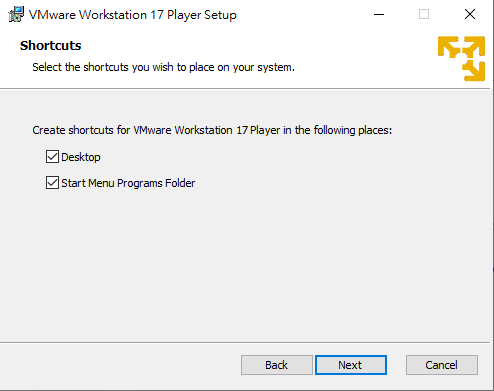 VMware Workstation 17 Player Setup
Shortcuts
Select the shortcuts you wish to place on your system.
Create shortcuts for VMware Workstation 17 Player in the following places:
Desktop
Start Menu Programs Folder
Back Next Cancel